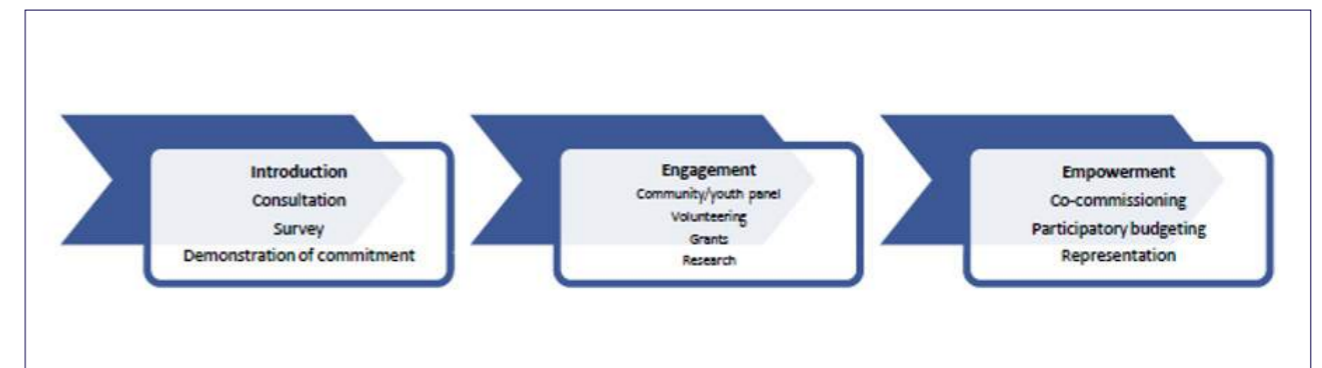 Introduction
Consultation
Survey
Demonstration of commitment
Engagement
Community/youth panel
Volunteering
Grants
Research
Empowerment
Co-commissioning
Participatory budgeting
Representation